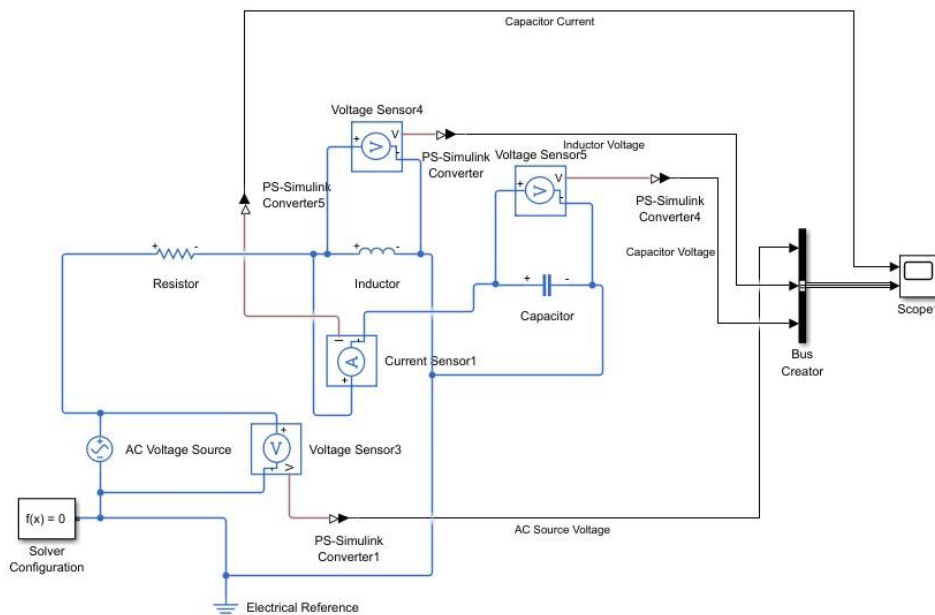 Capacitor Current
Voltage Sensor4
V
+
-
V
Inductor Voltage
PS-Simulink
Converter
Voltage Sensor5
V
+
-
V
PS-Simulink
Converter5
PS-Simulink
Converter4
Capacitor Voltage
+
-
Resistor
+
-
Inductor
+
-
Capacitor
Scope1
I
-
A
+
Current Sensor1
Bus
Creator
AC Voltage Source
+
V
-
V
Voltage Sensor3
f(x) = 0
Solver
Configuration
PS-Simulink
Converter1
AC Source Voltage
Electrical Reference